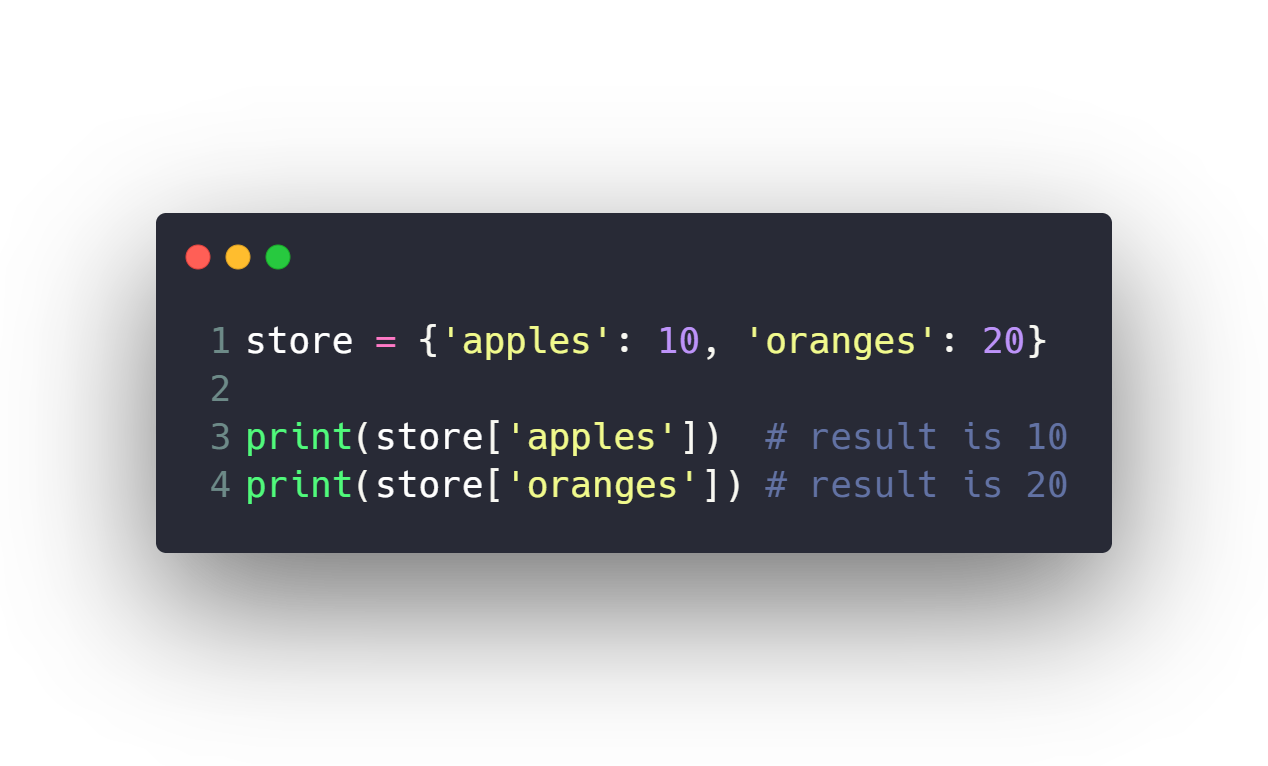 1 store = {'apples': 10, 'oranges': 20}
2
3 print(store['apples'])  # result is 10
4 print(store['oranges']) # result is 20